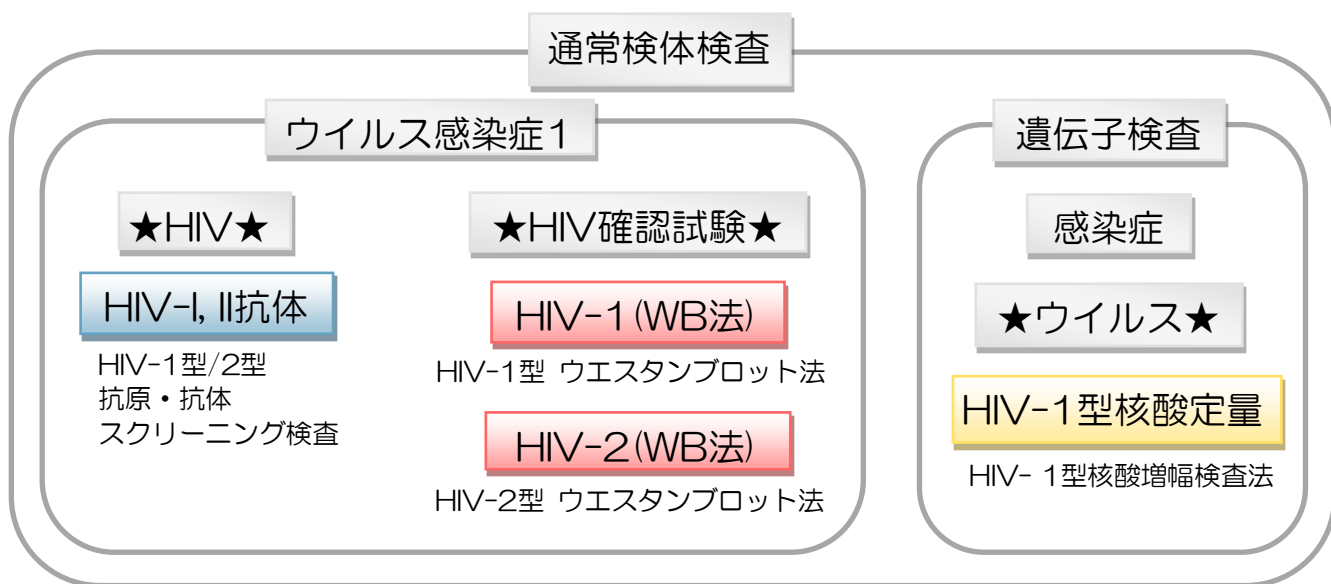 通常検体検査
ウイルス感染症1
★HIV★
HIV-I, II抗体
HIV-1型/2型
抗原・抗体
スクリーニング検査
★HIV確認試験★
HIV-1(WB法)
HIV-1型 ウエスタンブロット法
HIV-2(WB法)
HIV-2型 ウエスタンブロット法
遺伝子検査
感染症
★ウイルス★
HIV-1型核酸定量
HIV- 1型核酸増幅検査法